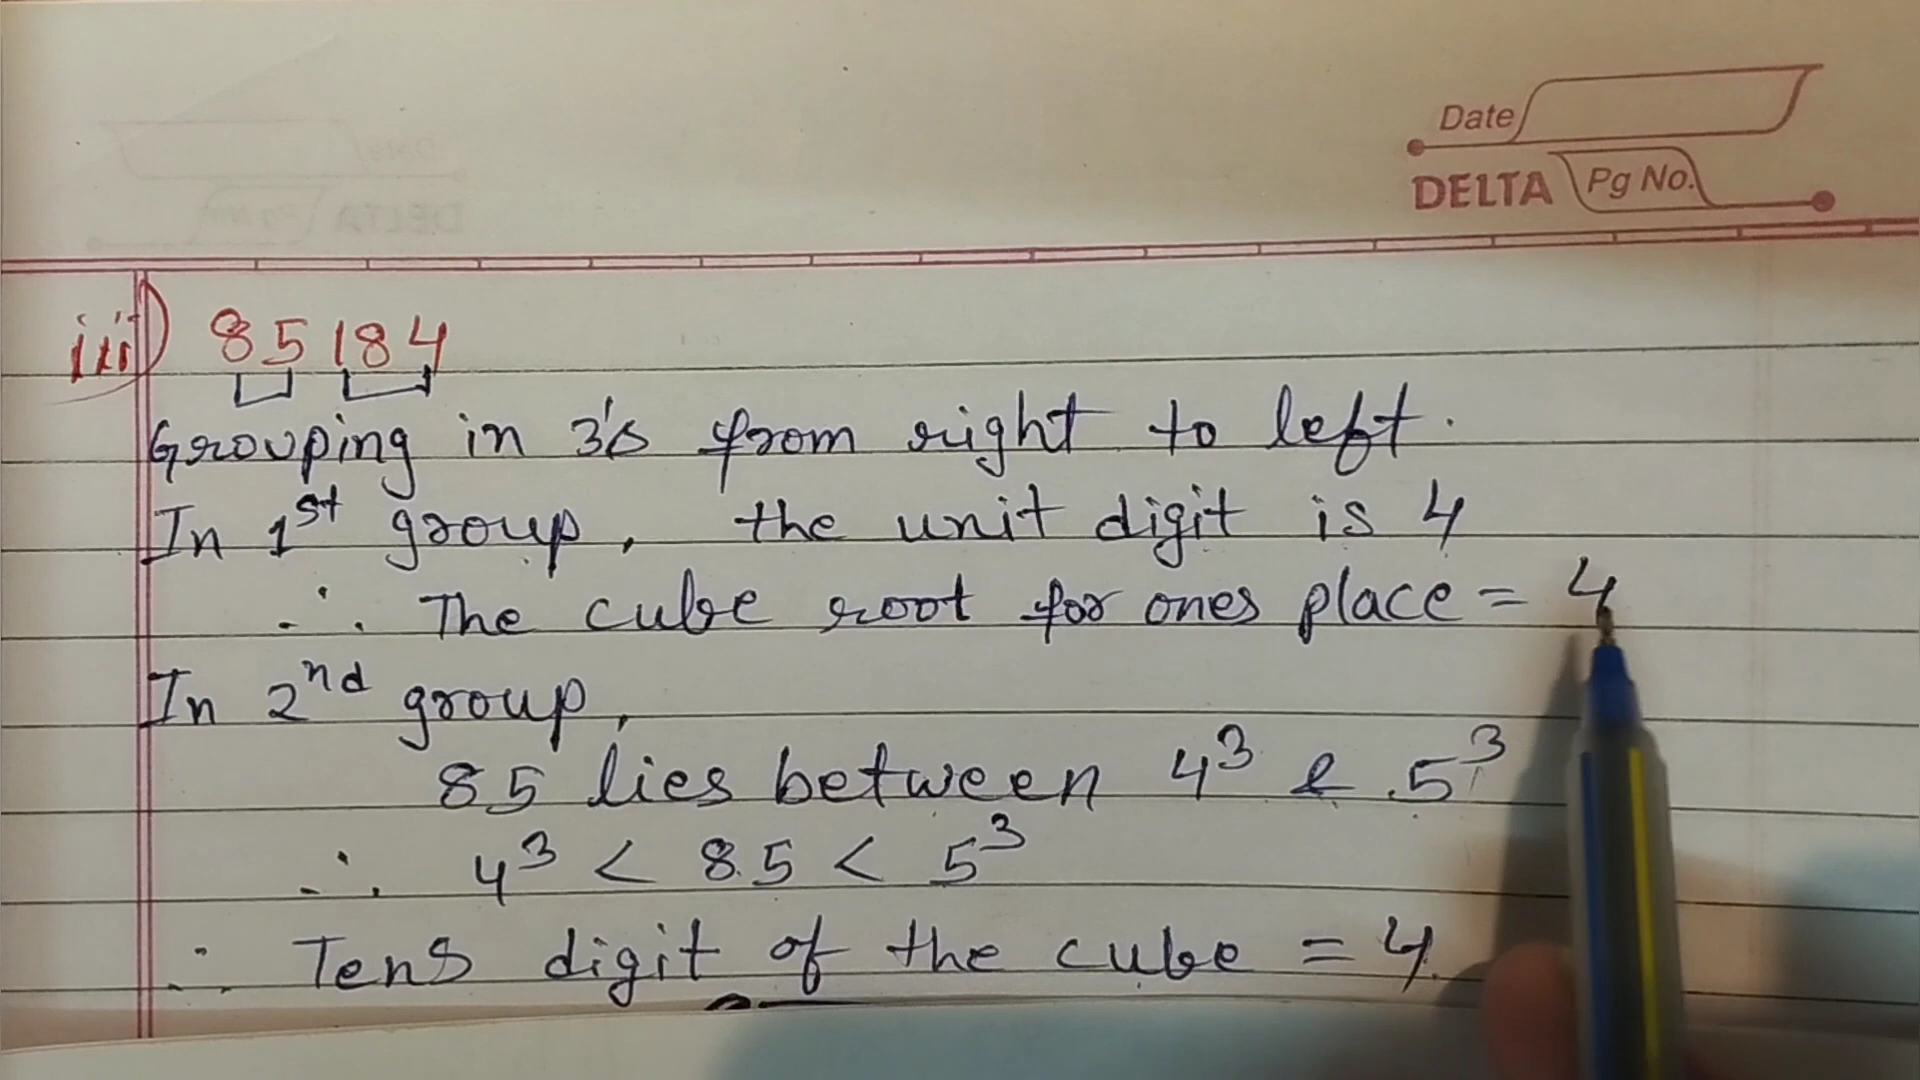 Date
DELTA Pg No.
iii) 85 184
Grouping in 3's from right to left.
In 1st group, the unit digit is 4
∴ The cube root for ones place = 4
In 2nd group,
85 lies between 4³ & 5³
∴ 4³ < 85 < 5³
∴ Tens digit of the cube = 4